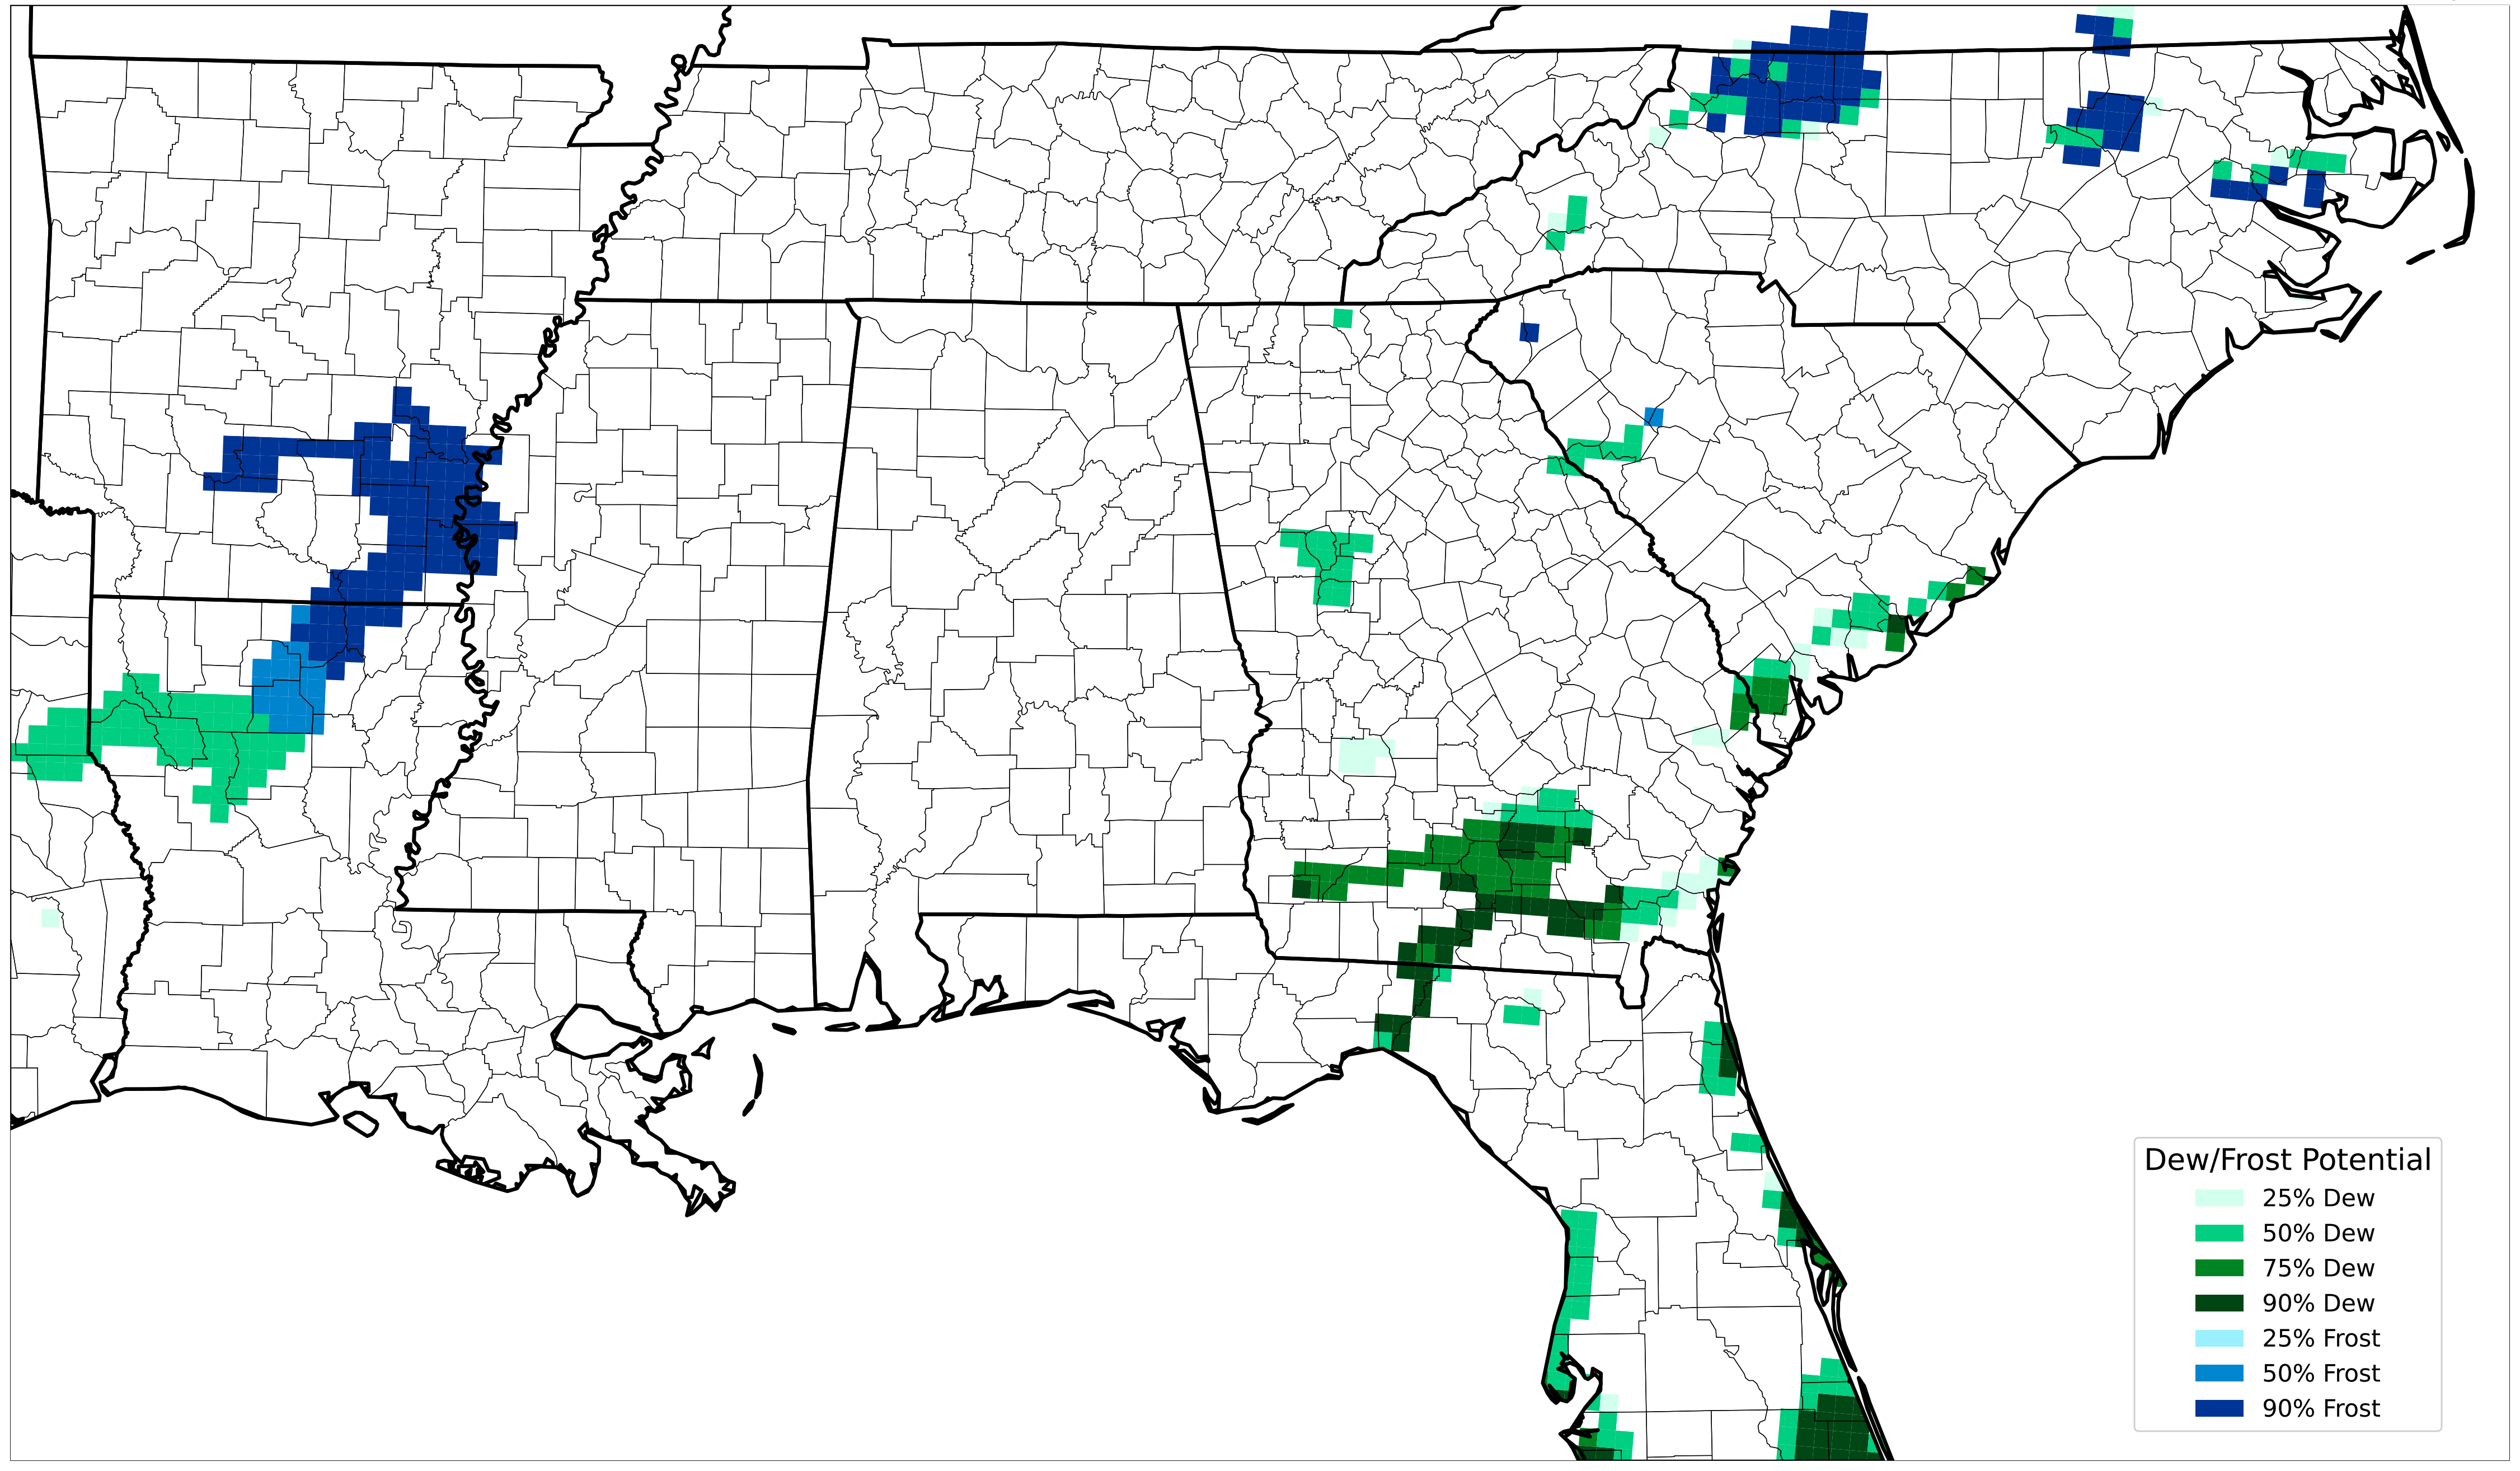 Dew/Frost Potential
25% Dew
50% Dew
75% Dew
90% Dew
25% Frost
50% Frost
90% Frost